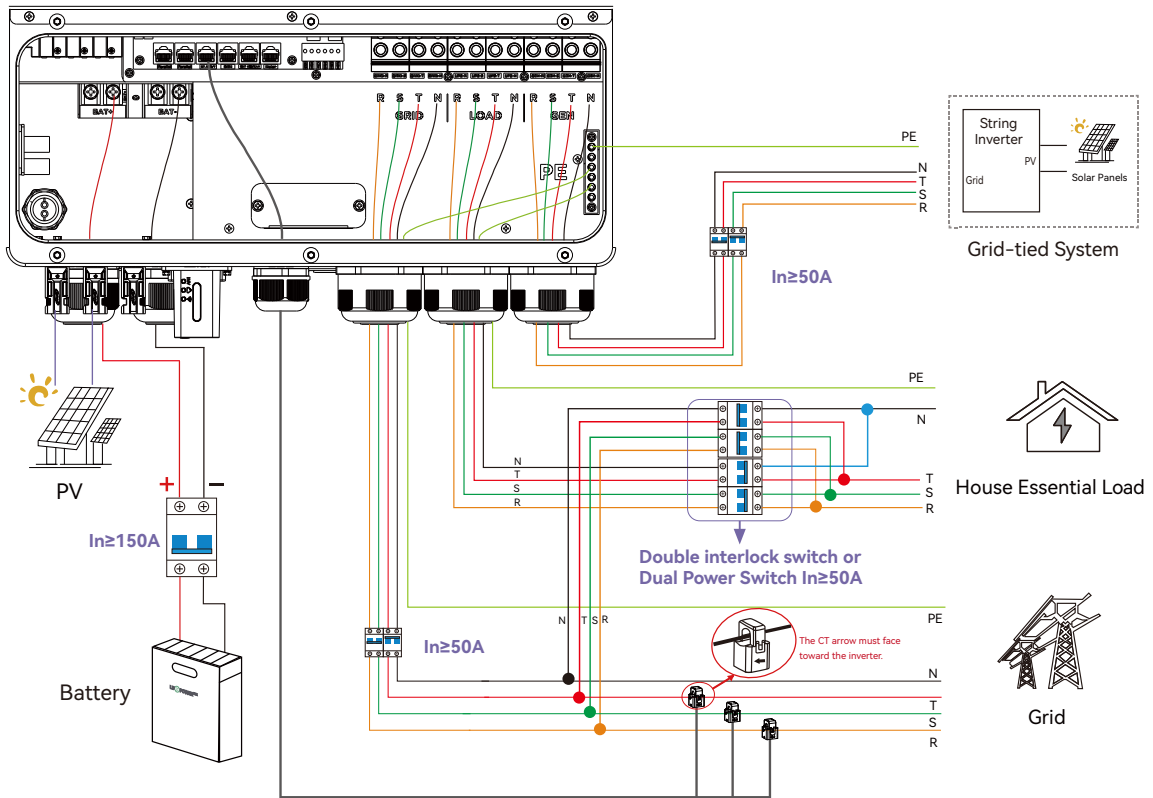 BAT+
BAT-
R S T N R S T N R S T N
GRID LOAD GEN
PE
PE
N
T
S
R
String
Inverter
PV
Grid
Solar Panels
Grid-tied System
In≥50A
PV
+ −
In≥150A
Battery
PE
N
N
T
S
R
T
S
R
House Essential Load
Double interlock switch or
Dual Power Switch In≥50A
N T S R
PE
In≥50A
The CT arrow must face
toward the inverter.
N
T
S
R
Grid